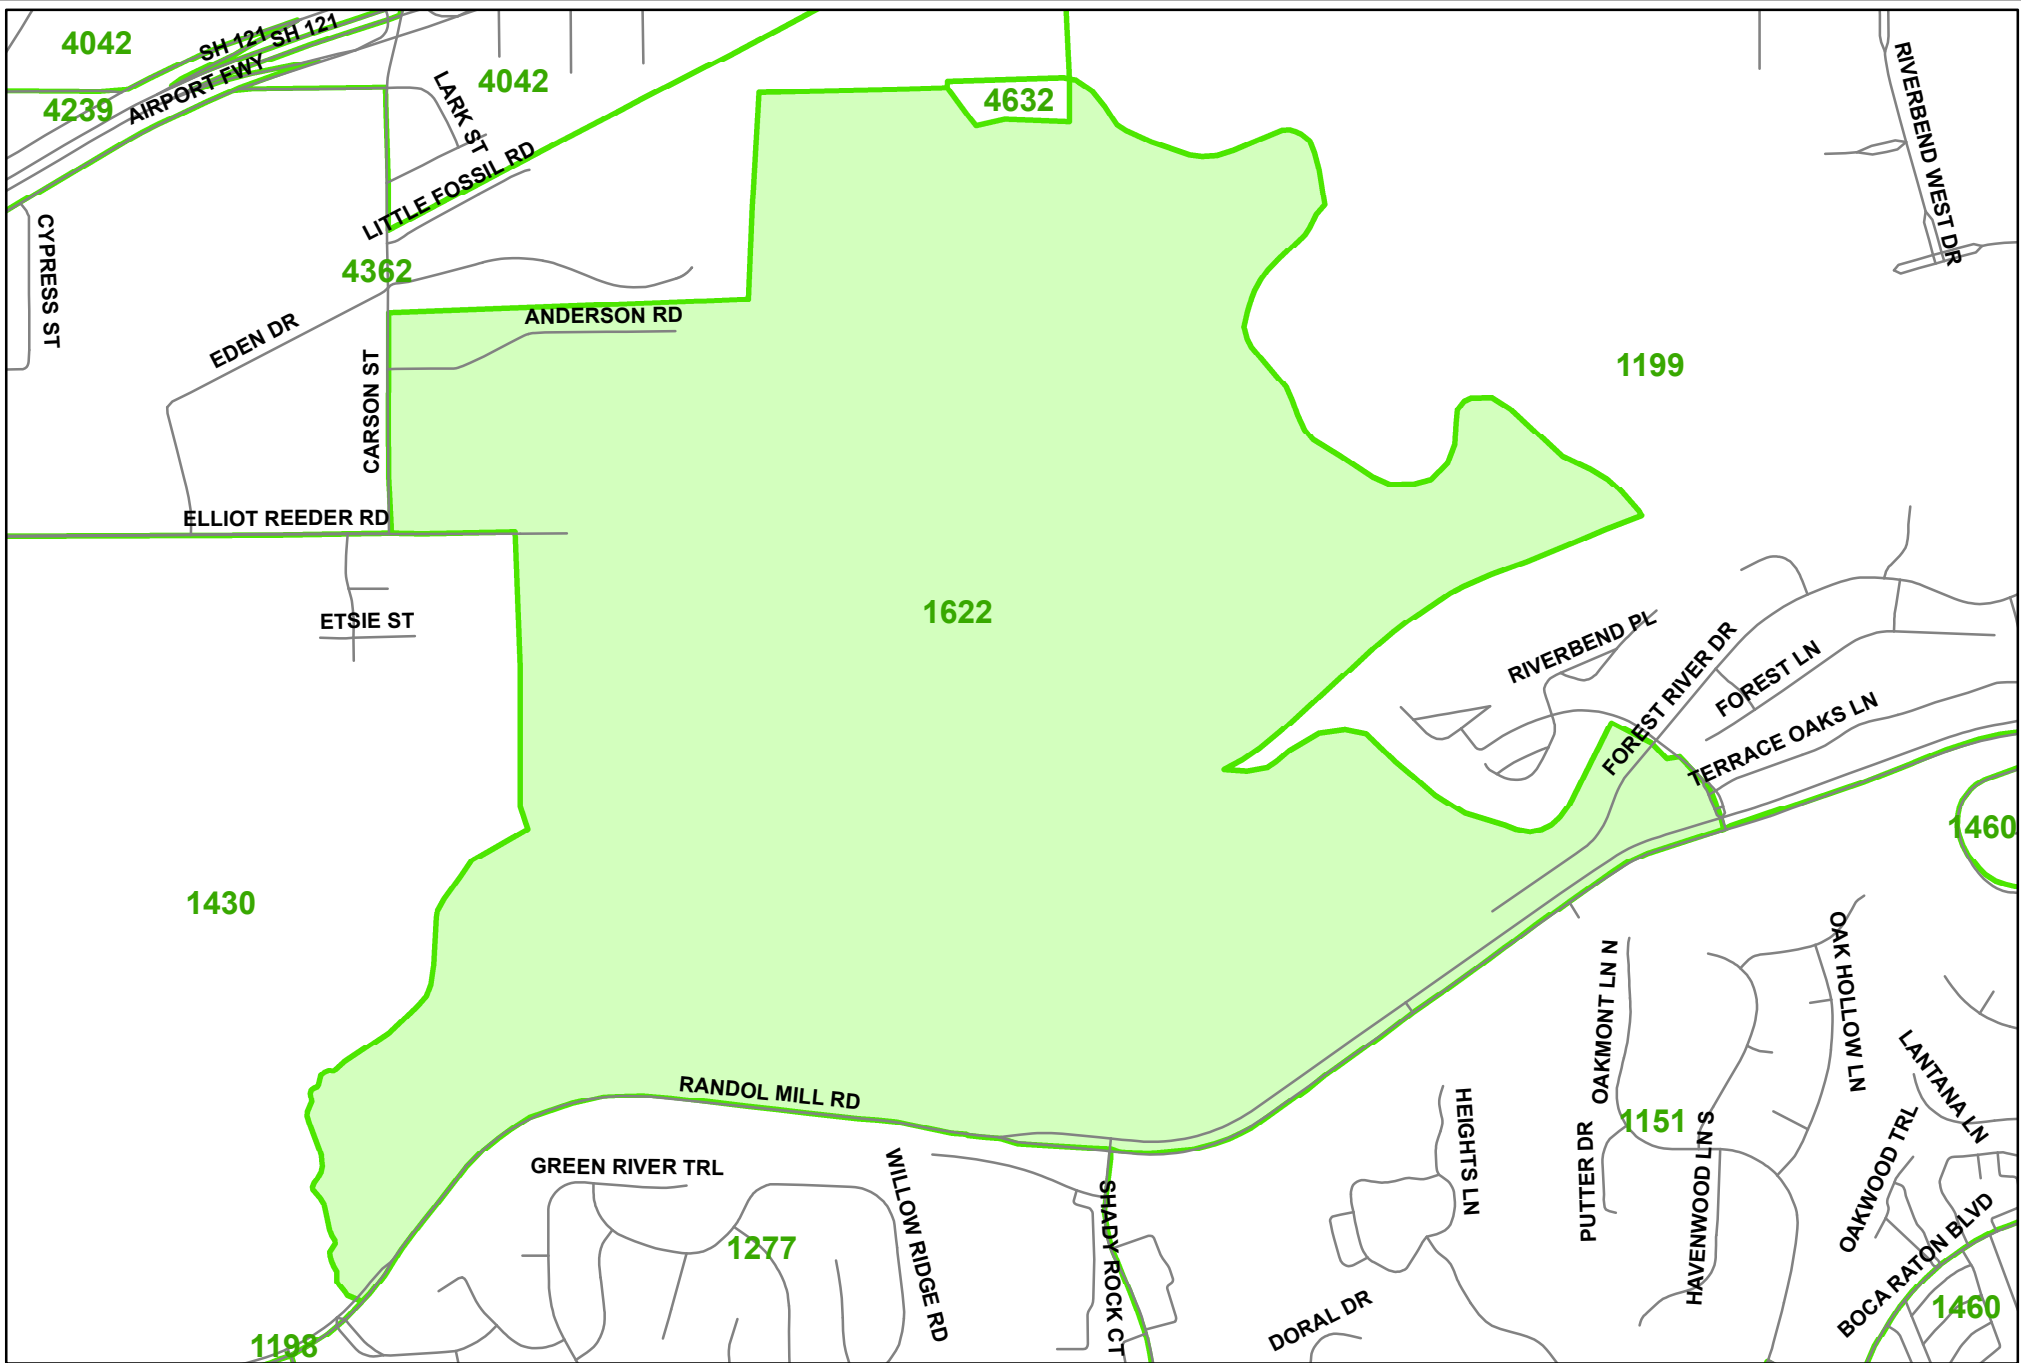 4042
SH 121
SH 121
4239
AIRPORT FWY
LARK ST
4042
4632
RIVERBEND WEST DR
LITTLE FOSSIL RD
CYPRESS ST
4362
EDEN DR
ANDERSON RD
CARSON ST
1199
ELLIOT REEDER RD
ETSIE ST
1622
RIVERBEND PL
FOREST RIVER DR
FOREST LN
TERRACE OAKS LN
1460
1430
OAKMONT LN N
OAK HOLLOW LN
LANTANA LN
RANDOL MILL RD
HEIGHTS LN
PUTTER DR
1151
HAVENWOOD LN S
OAKWOOD TRL
GREEN RIVER TRL
WILLOW RIDGE RD
SHADY ROCK CT
1277
BOCA RATON BLVD
DORAL DR
1460
1198